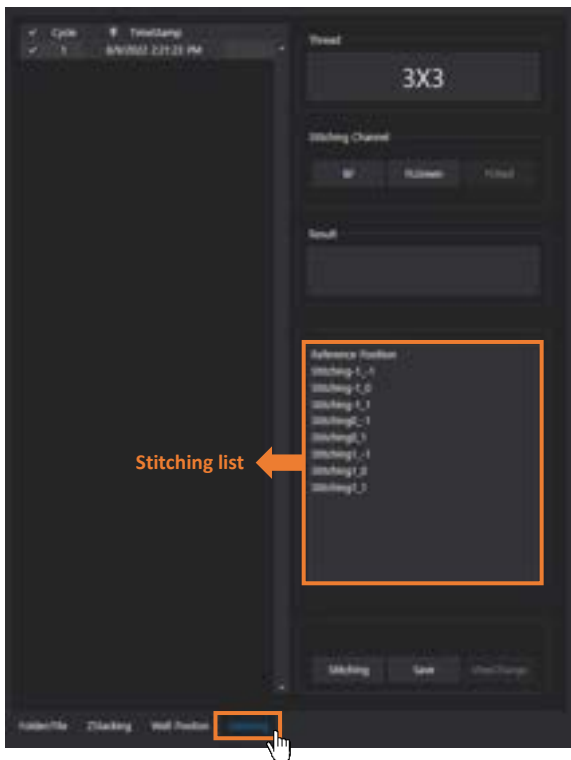 ✓ Cycle # Timestamp
✓ 1 8/9/2022 2:21:23 PM
Thread
3X3
Stitching Channel
BF FLGreen FLRed
Result
Reference Position
Stitching-1_-1
Stitching-1_0
Stitching-1_1
Stitching0_-1
Stitching0_1
Stitching1_-1
Stitching1_0
Stitching1_1
Stitching list
Stitching Save
Folder/File ZStacking Well Position Stitching